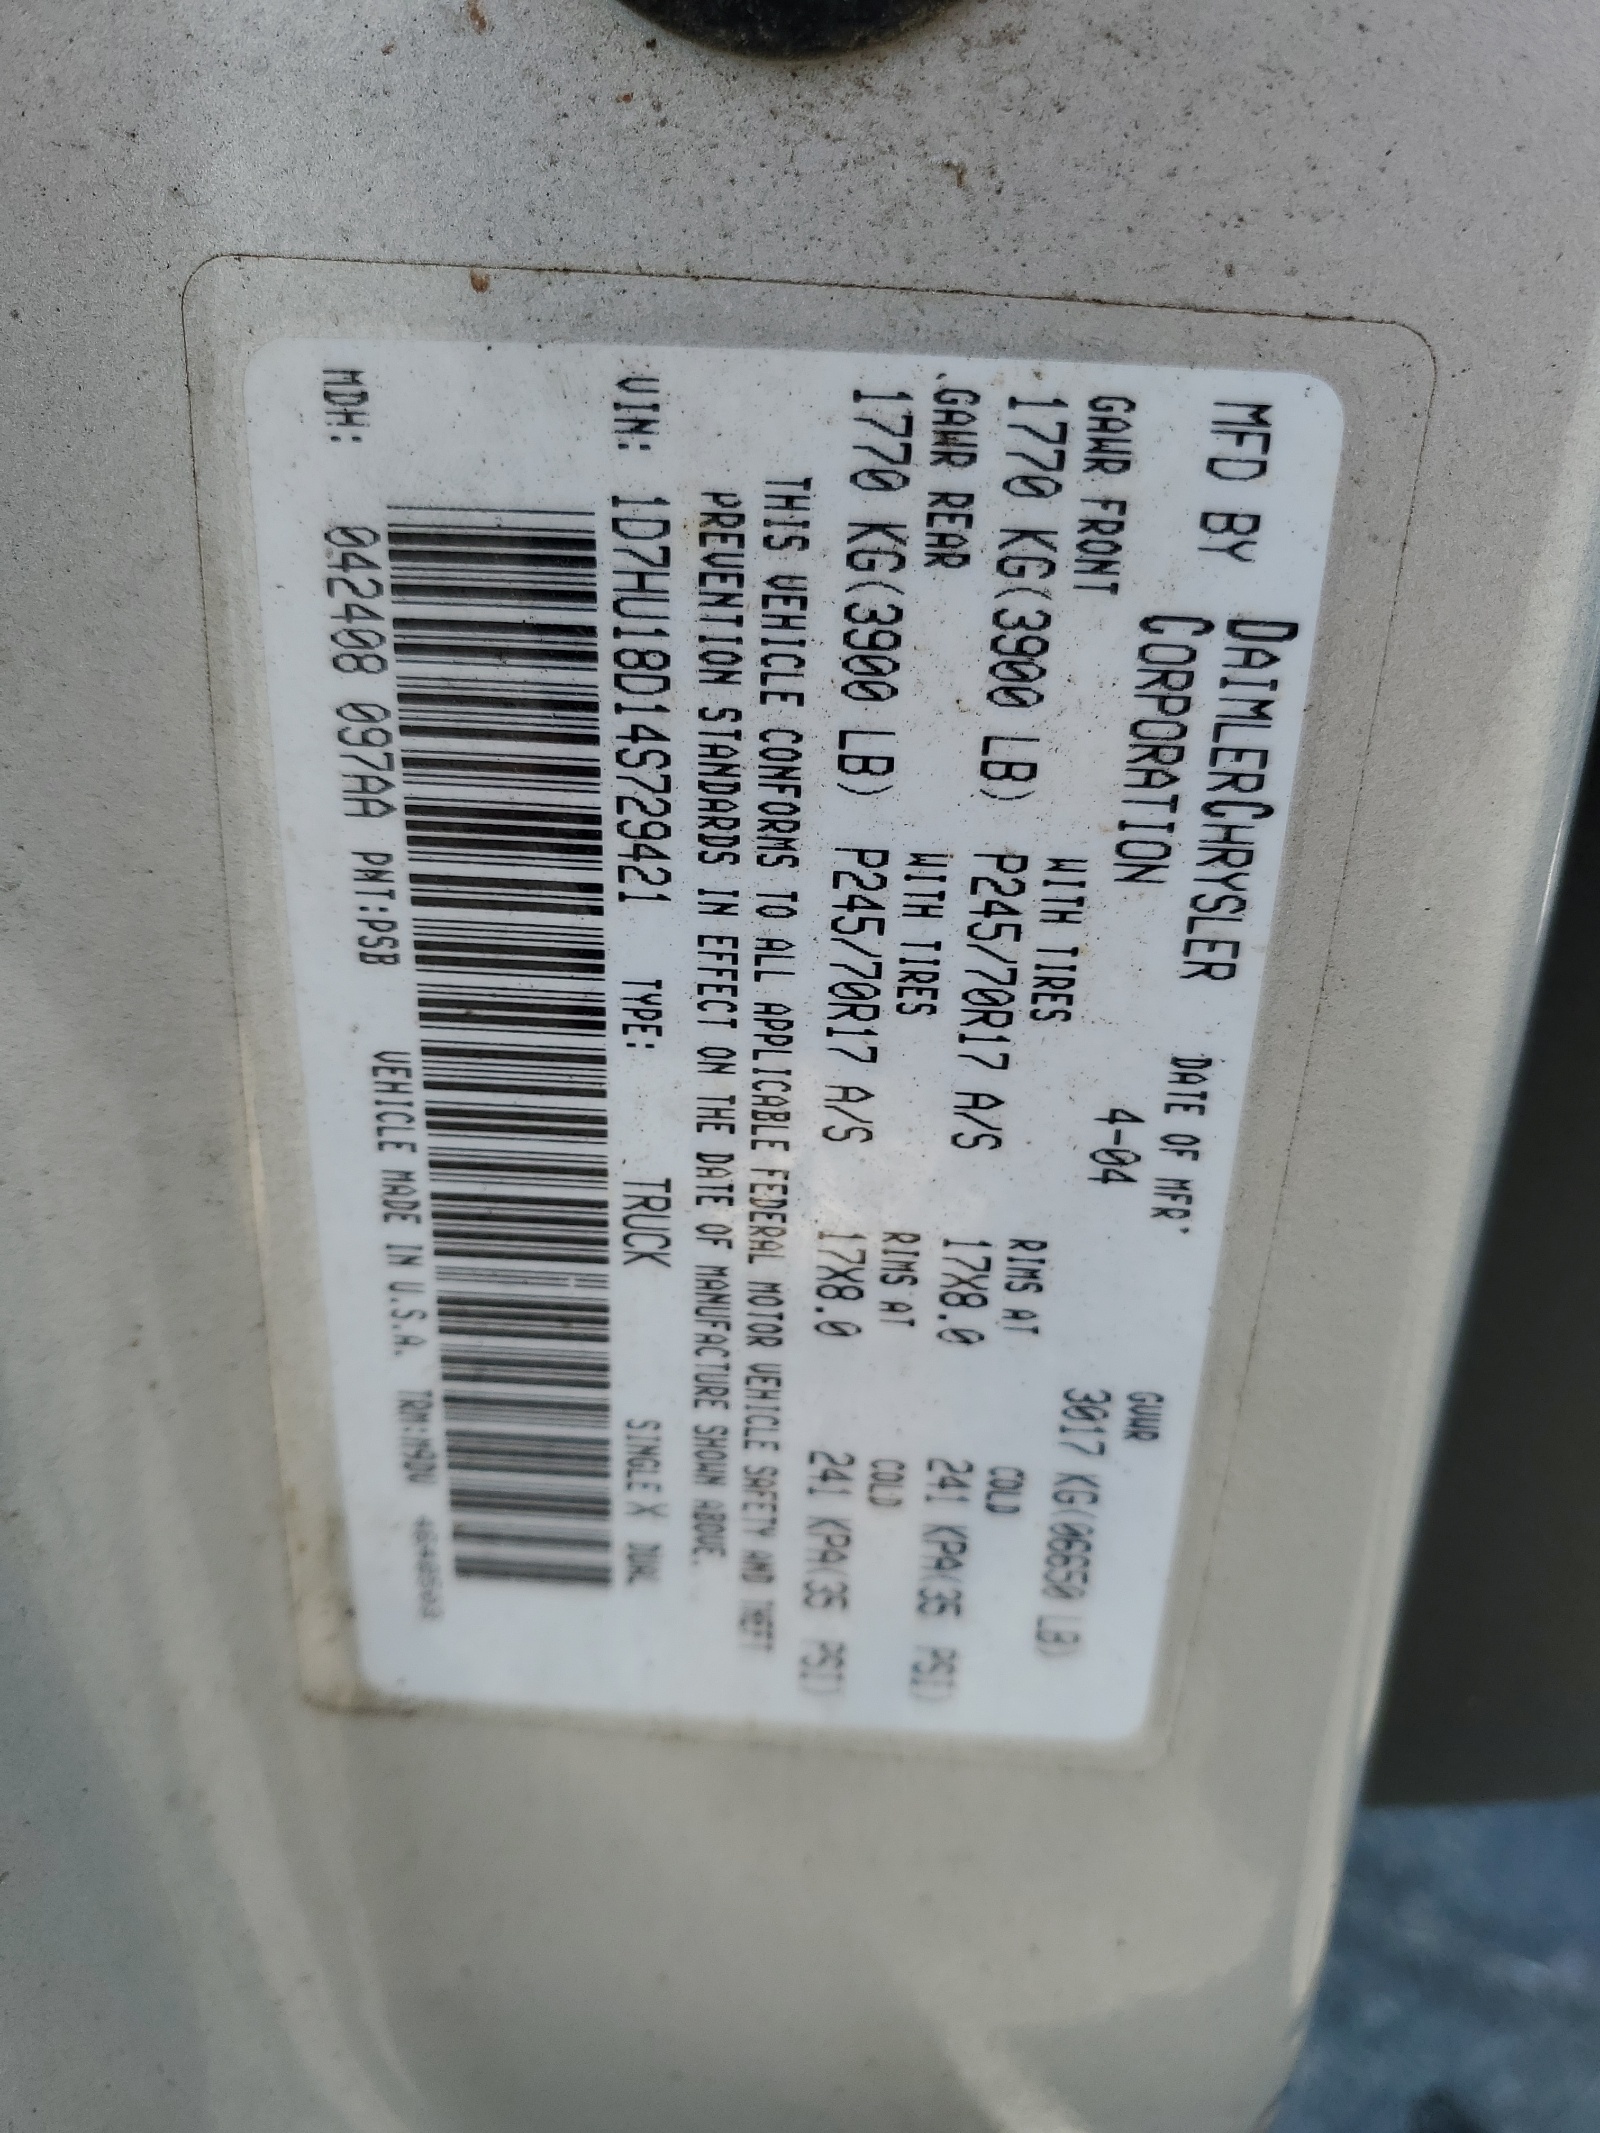 MFD BY DAIMLERCHRYSLER CORPORATION
DATE OF MFR. 4-04
GVWR 3017 KG(06650 LB)
GAWR FRONT WITH TIRES RIMS AT COLD
1770 KG(3900 LB) P245/70R17 A/S 17X8.0 241 KPA(35 PSI)
GAWR REAR WITH TIRES RIMS AT COLD
1770 KG(3900 LB) P245/70R17 A/S 17X8.0 241 KPA(35 PSI)
THIS VEHICLE CONFORMS TO ALL APPLICABLE FEDERAL MOTOR VEHICLE SAFETY AND THEFT
PREVENTION STANDARDS IN EFFECT ON THE DATE OF MANUFACTURE SHOWN ABOVE.
VIN: 1D7HU18D14S729421 TYPE: TRUCK SINGLE X DUAL
MDH: 042408 097AA PNT:PSB VEHICLE MADE IN U.S.A.